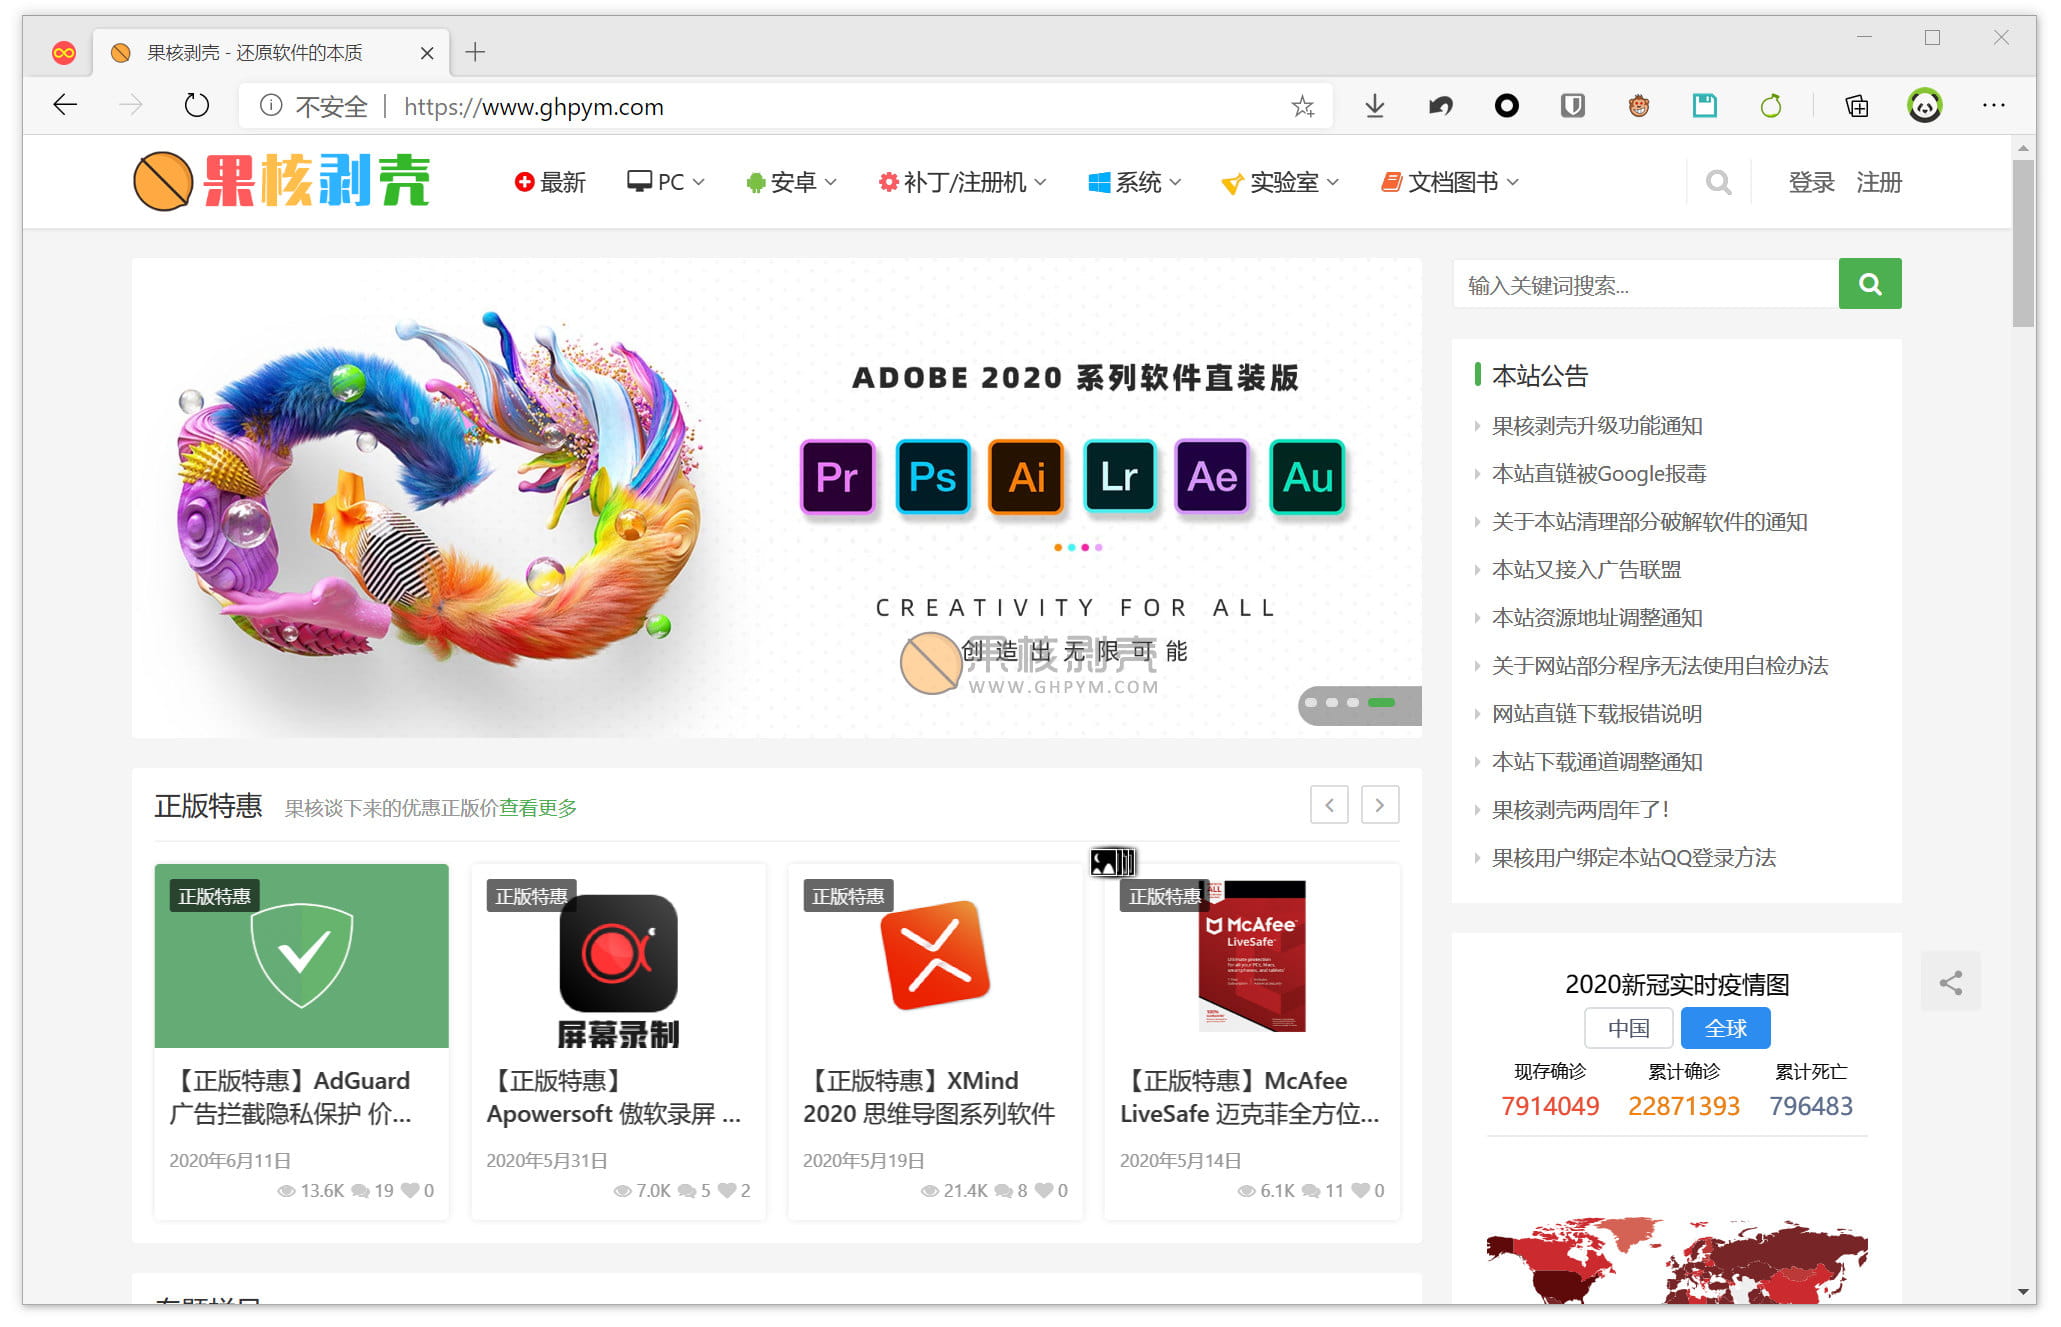 果核剥壳 - 还原软件的本质
不安全 https://www.ghpym.com
果核剥壳
最新 PC 安卓 补丁/注册机 系统 实验室 文档图书
登录 注册
ADOBE 2020 系列软件直装版
Pr Ps Ai Lr Ae Au
CREATIVITY FOR ALL
创造出无限可能
果核剥壳
WWW.GHPYM.COM
输入关键词搜索...
本站公告
果核剥壳升级功能通知
本站直链被Google报毒
关于本站清理部分破解软件的通知
本站又接入广告联盟
本站资源地址调整通知
关于网站部分程序无法使用自检办法
网站直链下载报错说明
本站下载通道调整通知
果核剥壳两周年了!
果核用户绑定本站QQ登录方法
正版特惠 果核谈下来的优惠正版价查看更多
正版特惠
【正版特惠】AdGuard
广告拦截隐私保护 价...
2020年6月11日
13.6K 19 0
正版特惠
屏幕录制
【正版特惠】
Apowersoft 傲软录屏 ...
2020年5月31日
7.0K 5 2
正版特惠
【正版特惠】XMind
2020 思维导图系列软件
2020年5月19日
21.4K 8 0
正版特惠
McAfee
LiveSafe
【正版特惠】McAfee
LiveSafe 迈克菲全方位...
2020年5月14日
6.1K 11 0
2020新冠实时疫情图
中国 全球
现存确诊 累计确诊 累计死亡
7914049 22871393 796483